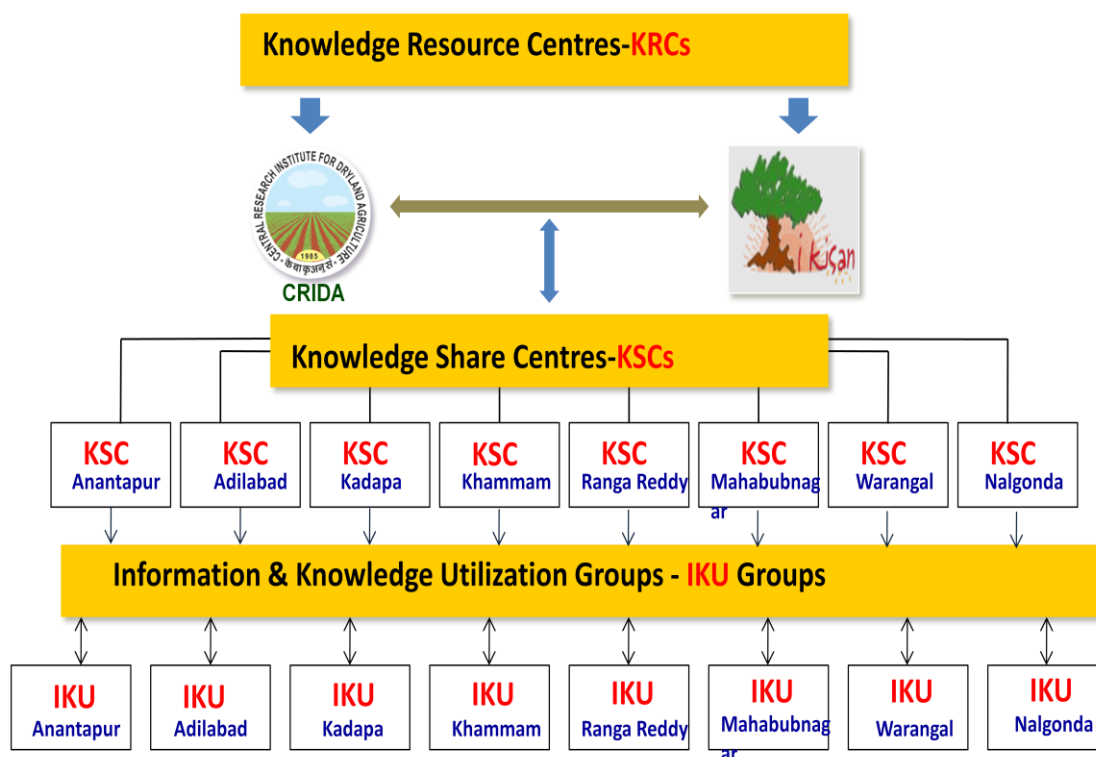 Knowledge Resource Centres-KRCs
CENTRAL RESEARCH INSTITUTE FOR DRYLAND AGRICULTURE
1985
CRIDA
i kisan
Knowledge Share Centres-KSCs
KSC
Anantapur
KSC
Adilabad
KSC
Kadapa
KSC
Khammam
KSC
Ranga Reddy
KSC
Mahabubnag
ar
KSC
Warangal
KSC
Nalgonda
Information & Knowledge Utilization Groups - IKU Groups
IKU
Anantapur
IKU
Adilabad
IKU
Kadapa
IKU
Khammam
IKU
Ranga Reddy
IKU
Mahabubnag
ar
IKU
Warangal
IKU
Nalgonda